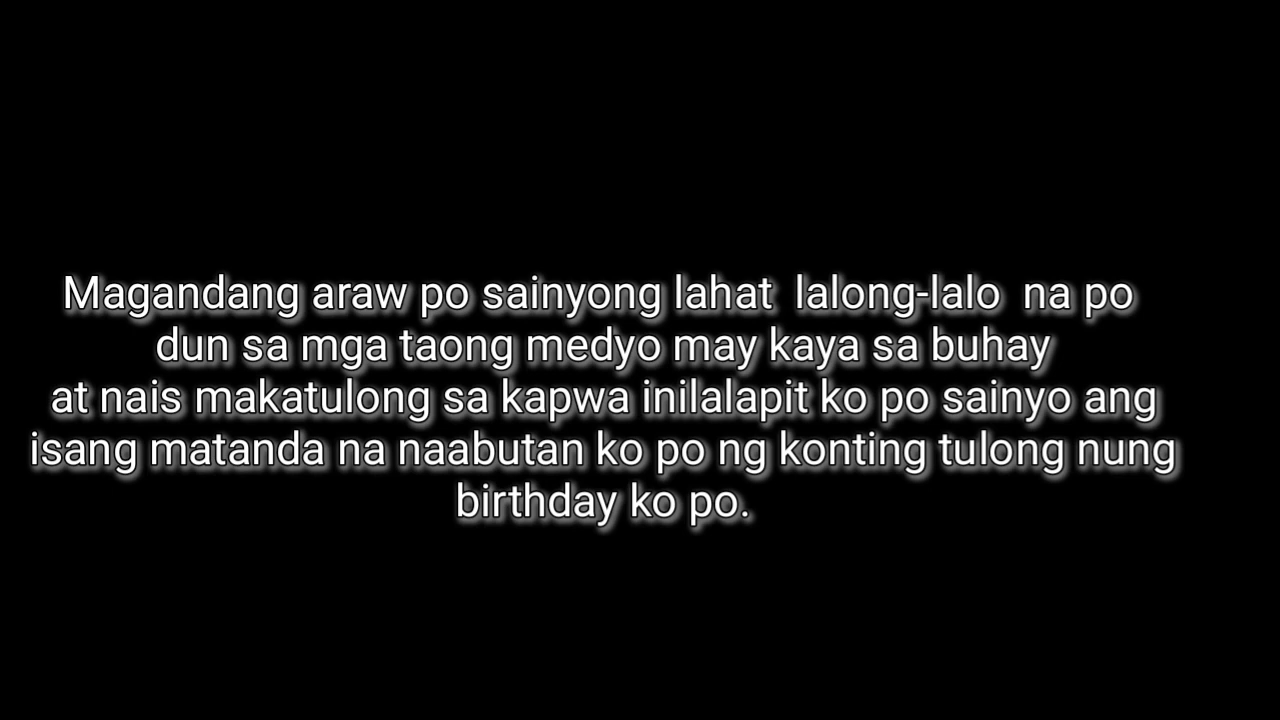 Magandang araw po sainyong lahat  lalong-lalo  na po
dun sa mga taong medyo may kaya sa buhay
at nais makatulong sa kapwa inilalapit ko po sainyo ang
isang matanda na naabutan ko po ng konting tulong nung
birthday ko po.